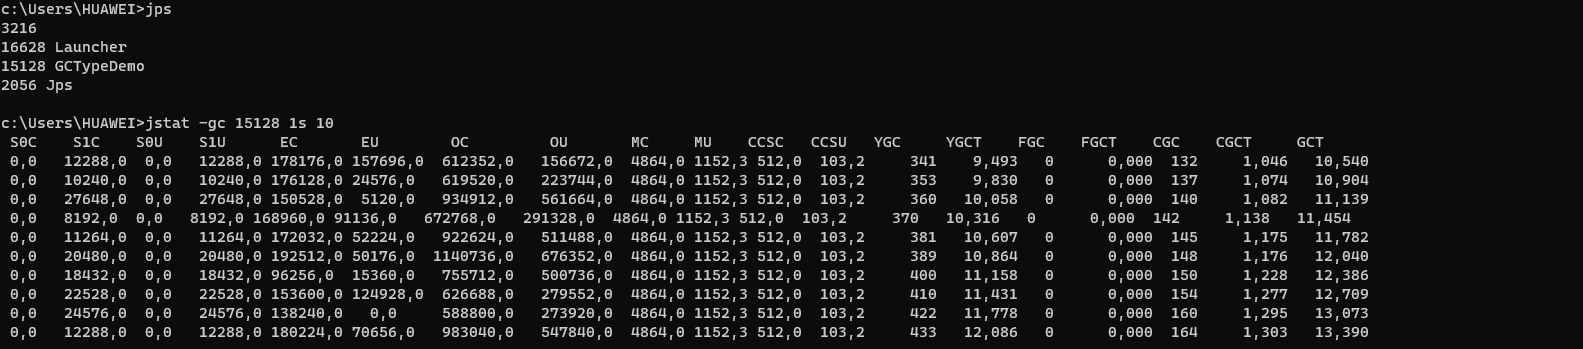 c:\Users\HUAWEI>jps
3216
16628 Launcher
15128 GCTypeDemo
2056 Jps
c:\Users\HUAWEI>jstat -gc 15128 1s 10
S0C S1C S0U S1U EC EU OC OU MC MU CCSC CCSU YGC YGCT FGC FGCT CGC CGCT GCT
0,0 12288,0 0,0 12288,0 178176,0 157696,0 612352,0 156672,0 4864,0 1152,3 512,0 103,2 341 9,493 0 0,000 132 1,046 10,540
0,0 10240,0 0,0 10240,0 176128,0 24576,0 619520,0 223744,0 4864,0 1152,3 512,0 103,2 353 9,830 0 0,000 137 1,074 10,904
0,0 27648,0 0,0 27648,0 150528,0 5120,0 934912,0 561664,0 4864,0 1152,3 512,0 103,2 360 10,058 0 0,000 140 1,082 11,139
0,0 8192,0 0,0 8192,0 168960,0 91136,0 672768,0 291328,0 4864,0 1152,3 512,0 103,2 370 10,316 0 0,000 142 1,138 11,454
0,0 11264,0 0,0 11264,0 172032,0 52224,0 922624,0 511488,0 4864,0 1152,3 512,0 103,2 381 10,607 0 0,000 145 1,175 11,782
0,0 20480,0 0,0 20480,0 192512,0 50176,0 1140736,0 676352,0 4864,0 1152,3 512,0 103,2 389 10,864 0 0,000 148 1,176 12,040
0,0 18432,0 0,0 18432,0 96256,0 15360,0 755712,0 500736,0 4864,0 1152,3 512,0 103,2 400 11,158 0 0,000 150 1,228 12,386
0,0 22528,0 0,0 22528,0 153600,0 124928,0 626688,0 279552,0 4864,0 1152,3 512,0 103,2 410 11,431 0 0,000 154 1,277 12,709
0,0 24576,0 0,0 24576,0 138240,0 0,0 588800,0 273920,0 4864,0 1152,3 512,0 103,2 422 11,778 0 0,000 160 1,295 13,073
0,0 12288,0 0,0 12288,0 180224,0 70656,0 983040,0 547840,0 4864,0 1152,3 512,0 103,2 433 12,086 0 0,000 164 1,303 13,390